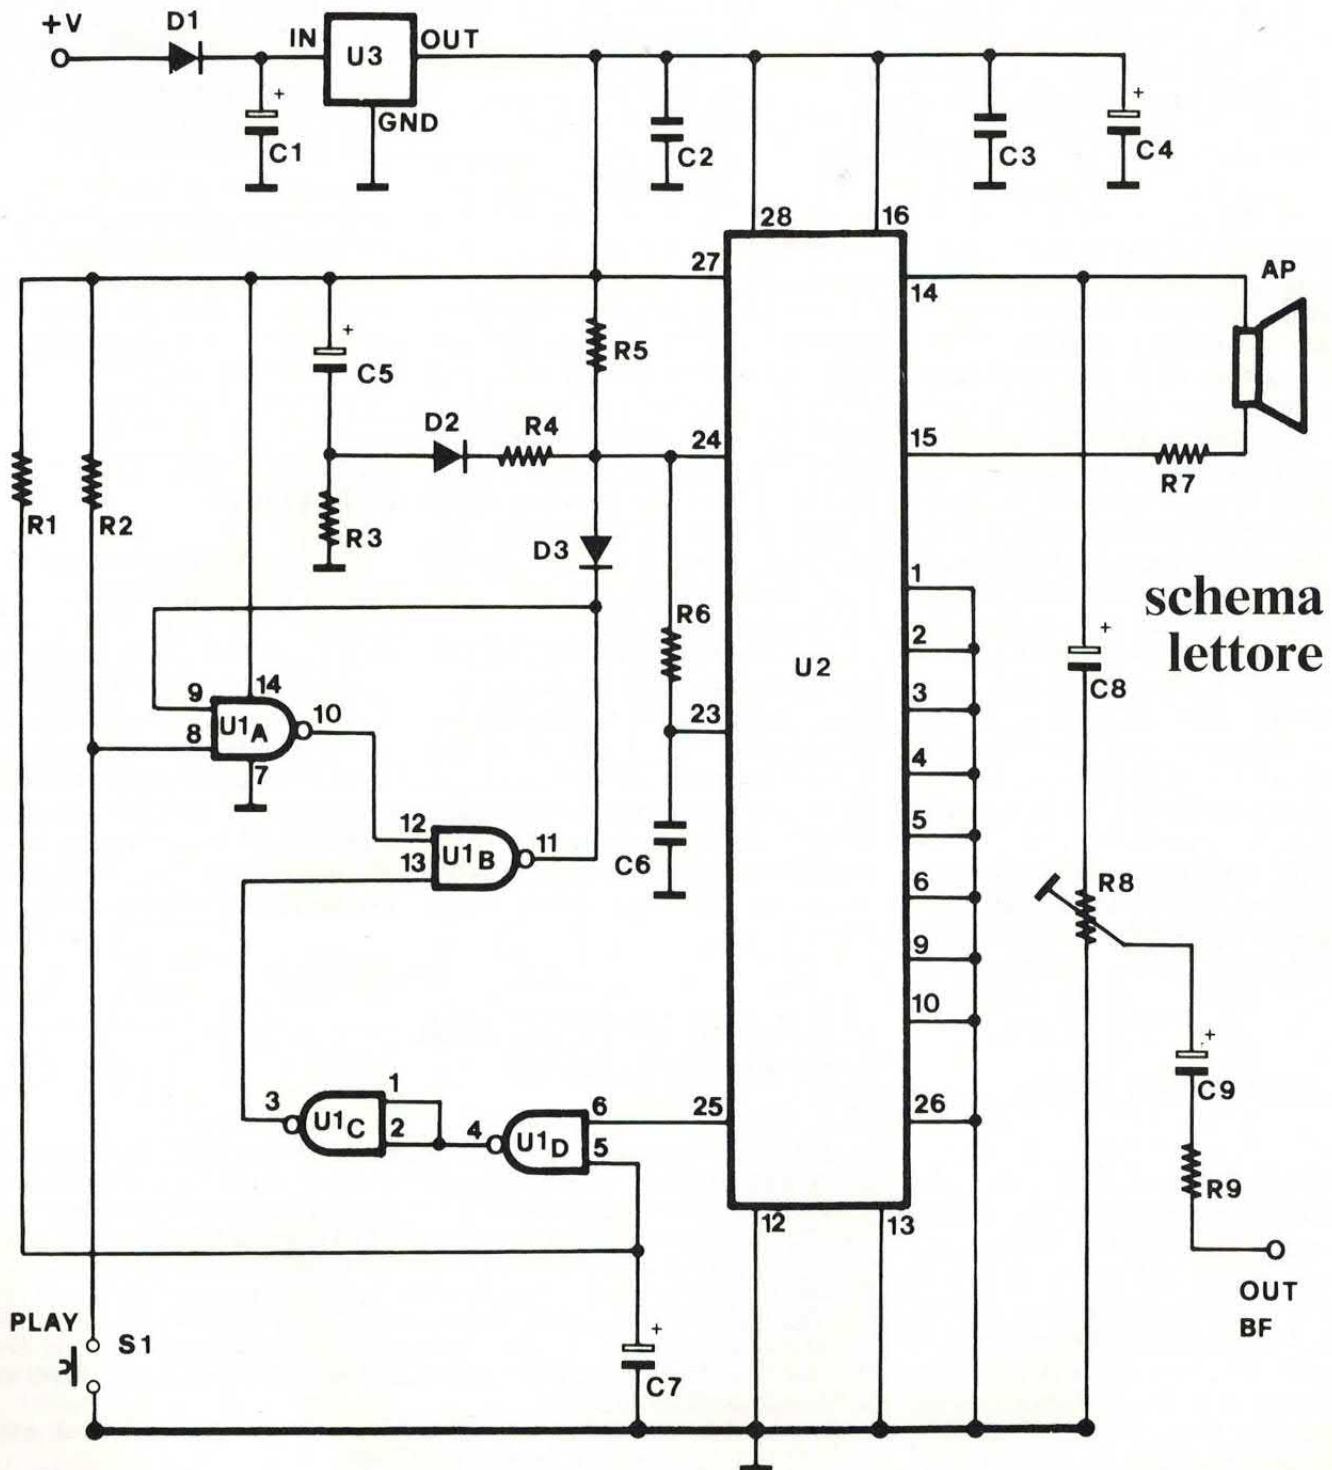 +V
D1
IN
U3
OUT
GND
+
C1
C2
C3
+
C4
28
16
27
14
AP
+
C5
R5
D2
R4
24
15
R7
R1
R2
R3
D3
R6
1
2
3
4
5
6
9
10
26
schema
lettore
U2
+
C8
9
14
8
U1A
10
7
23
12
13
U1B
11
C6
R8
3
U1C
1
2
4
U1D
6
5
25
+
C9
R9
12
13
OUT
BF
PLAY
S1
+
C7